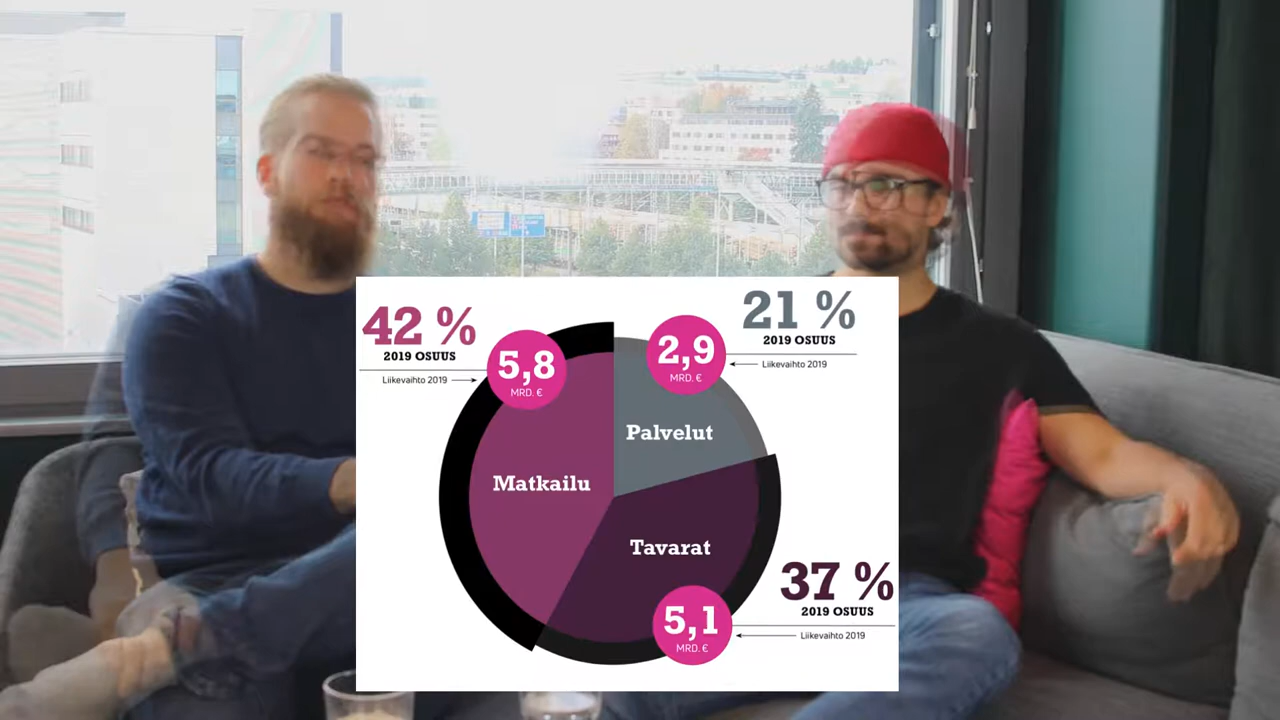 42 %
2019 OSUUS
Liikevaihto 2019
5,8
MRD. €
2,9
MRD. €
21 %
2019 OSUUS
Liikevaihto 2019
Palvelut
Matkailu
Tavarat
37 %
2019 OSUUS
Liikevaihto 2019
5,1
MRD. €